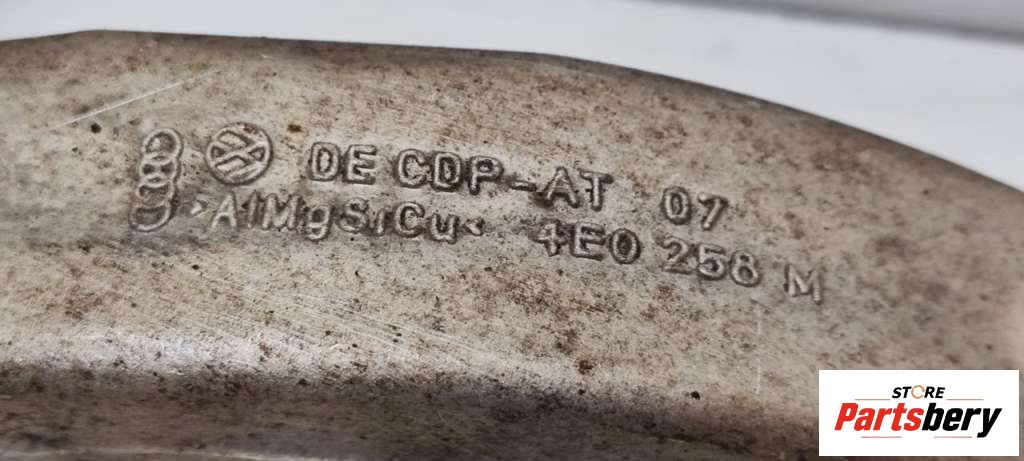 DE CDP-AT 07
>AlMgSiCu< 4E0 258 M
STORE
Partsbery